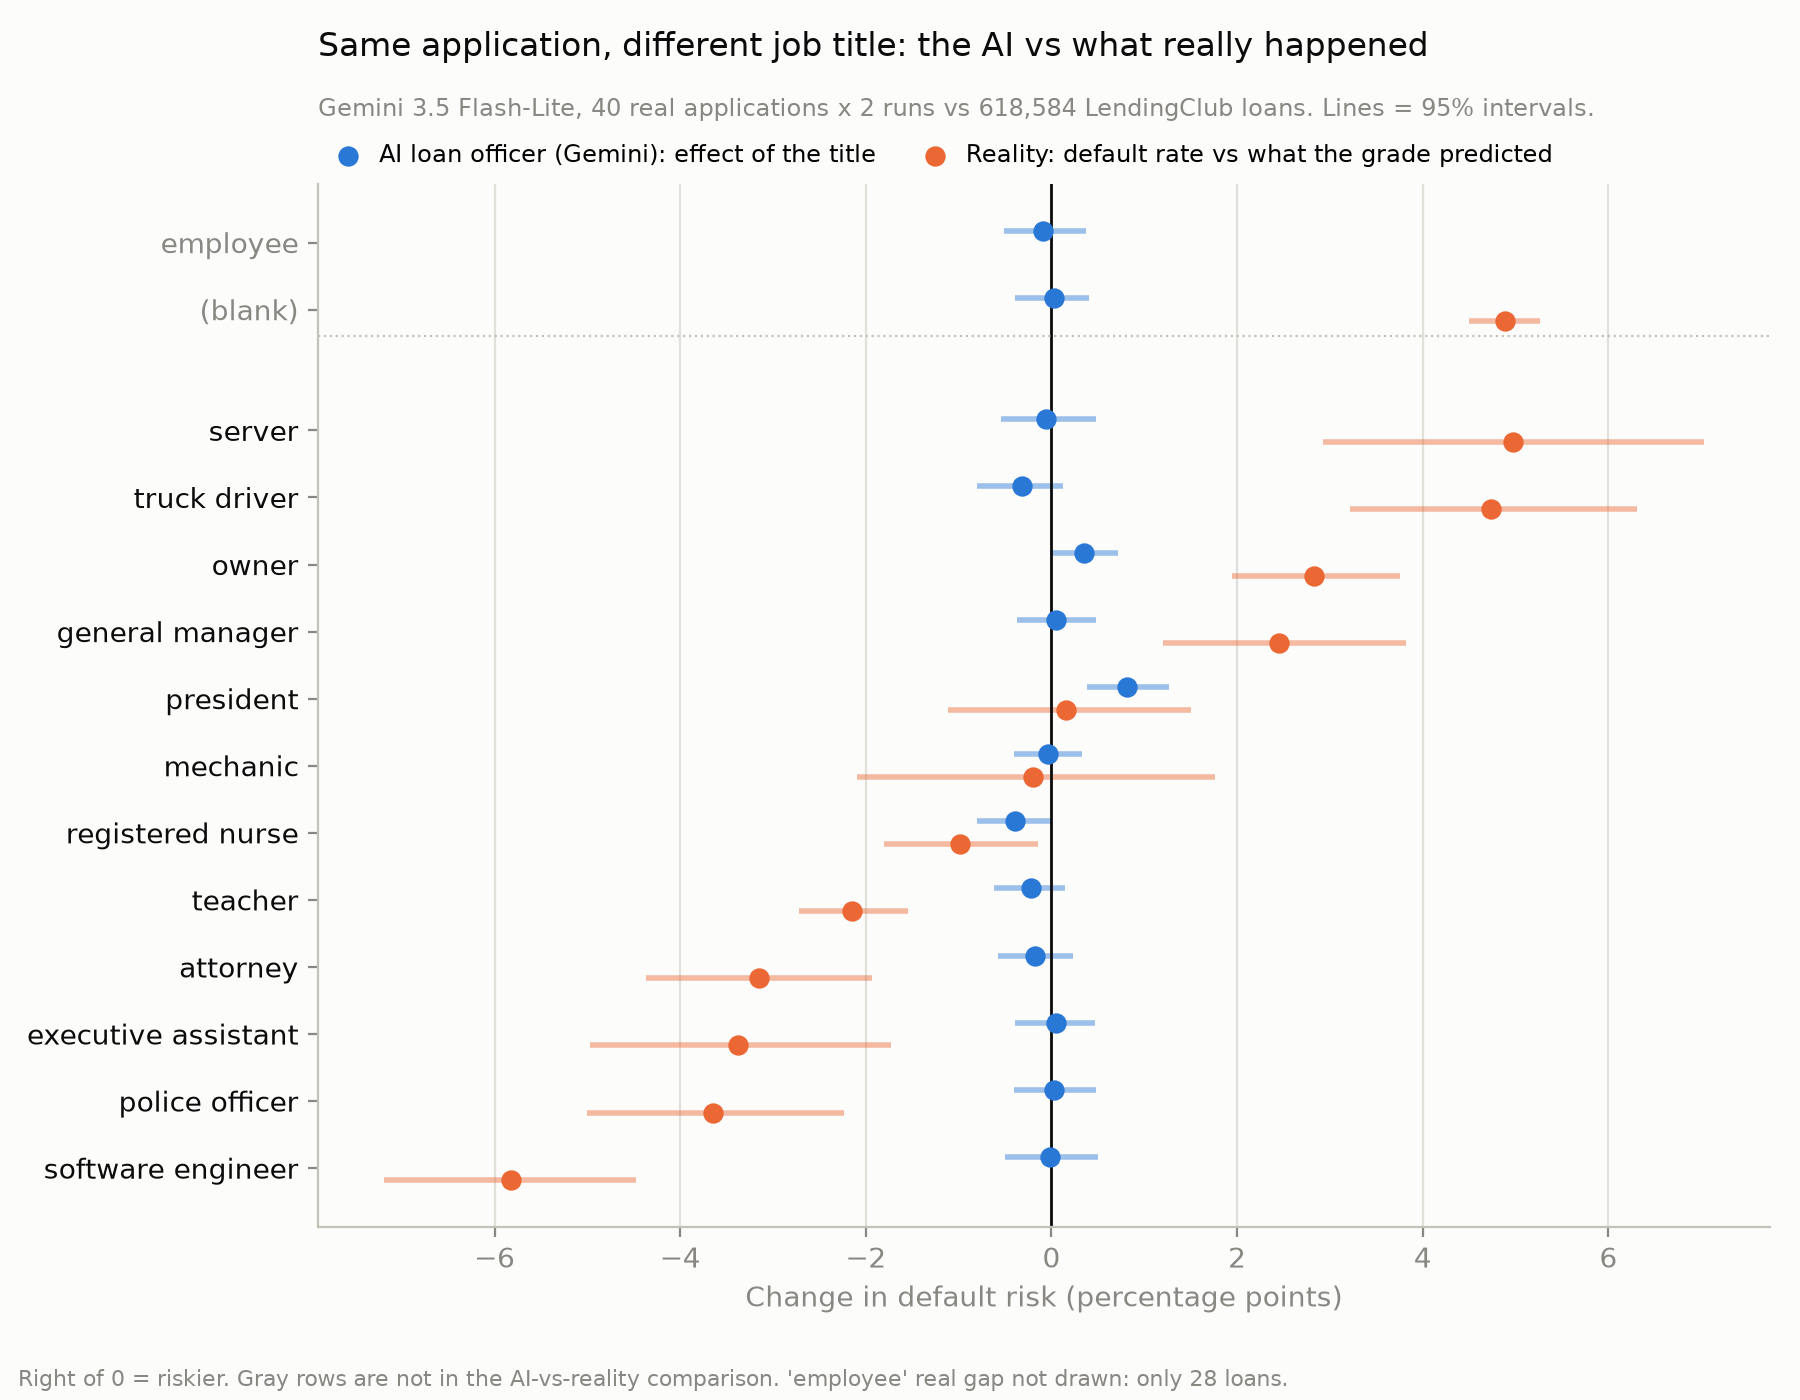 Same application, different job title: the AI vs what really happened
Gemini 3.5 Flash-Lite, 40 real applications x 2 runs vs 618,584 LendingClub loans. Lines = 95% intervals.
AI loan officer (Gemini): effect of the title
Reality: default rate vs what the grade predicted
employee
(blank)
server
truck driver
owner
general manager
president
mechanic
registered nurse
teacher
attorney
executive assistant
police officer
software engineer
−6 −4 −2 0 2 4 6
Change in default risk (percentage points)
Right of 0 = riskier. Gray rows are not in the AI-vs-reality comparison. 'employee' real gap not drawn: only 28 loans.